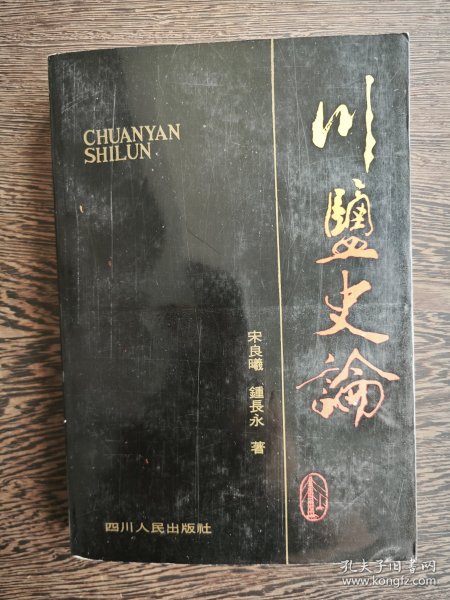 CHUANYAN
SHILUN
川鹽史論
宋良曦 鍾長永 著
四川人民出版社
孔夫子旧书网
www.kongfz.com